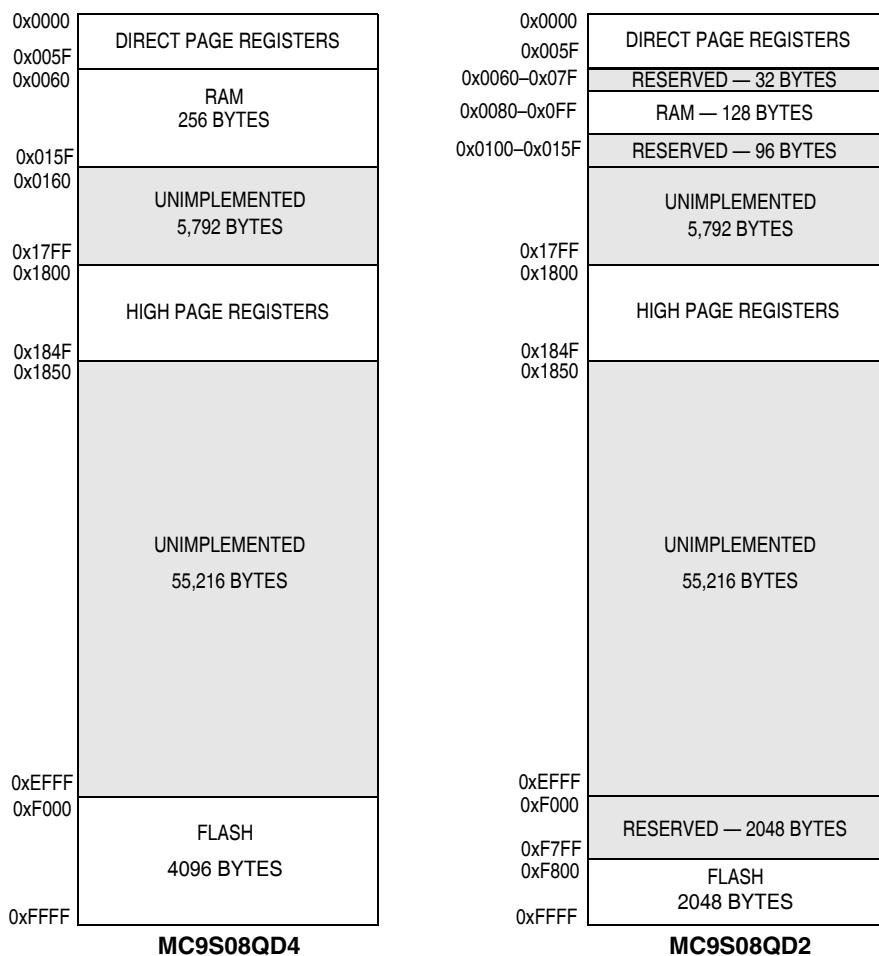 0x0000
DIRECT PAGE REGISTERS
0x005F
0x0060
RAM
256 BYTES
0x015F
0x0160
UNIMPLEMENTED
5,792 BYTES
0x17FF
0x1800
HIGH PAGE REGISTERS
0x184F
0x1850
UNIMPLEMENTED
55,216 BYTES
0xEFFF
0xF000
FLASH
4096 BYTES
0xFFFF
MC9S08QD4
0x0000
DIRECT PAGE REGISTERS
0x005F
0x0060–0x07F
RESERVED — 32 BYTES
0x0080–0x0FF
RAM — 128 BYTES
0x0100–0x015F
RESERVED — 96 BYTES
UNIMPLEMENTED
5,792 BYTES
0x17FF
0x1800
HIGH PAGE REGISTERS
0x184F
0x1850
UNIMPLEMENTED
55,216 BYTES
0xEFFF
0xF000
RESERVED — 2048 BYTES
0xF7FF
0xF800
FLASH
2048 BYTES
0xFFFF
MC9S08QD2